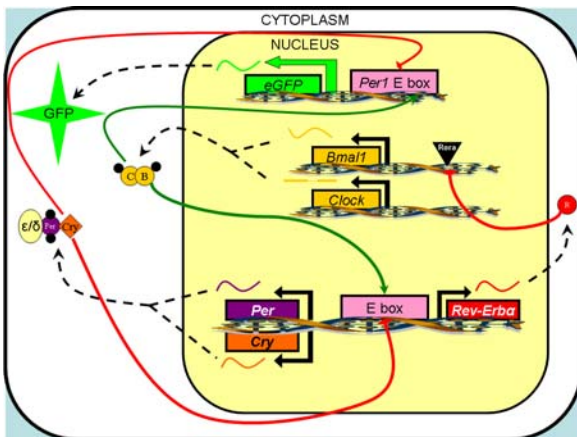 CYTOPLASM
NUCLEUS
eGFP
Per1 E box
GFP
Bmal1
Rora
C B
Clock
R
ε/δ Per Cry
Per
E box
Rev-Erbα
Cry